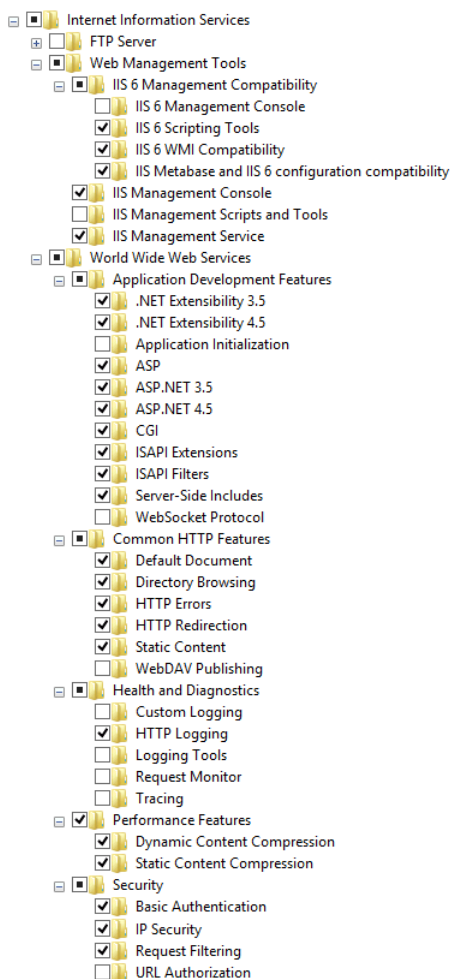 Internet Information Services
FTP Server
Web Management Tools
IIS 6 Management Compatibility
IIS 6 Management Console
IIS 6 Scripting Tools
IIS 6 WMI Compatibility
IIS Metabase and IIS 6 configuration compatibility
IIS Management Console
IIS Management Scripts and Tools
IIS Management Service
World Wide Web Services
Application Development Features
.NET Extensibility 3.5
.NET Extensibility 4.5
Application Initialization
ASP
ASP.NET 3.5
ASP.NET 4.5
CGI
ISAPI Extensions
ISAPI Filters
Server-Side Includes
WebSocket Protocol
Common HTTP Features
Default Document
Directory Browsing
HTTP Errors
HTTP Redirection
Static Content
WebDAV Publishing
Health and Diagnostics
Custom Logging
HTTP Logging
Logging Tools
Request Monitor
Tracing
Performance Features
Dynamic Content Compression
Static Content Compression
Security
Basic Authentication
IP Security
Request Filtering
URL Authorization